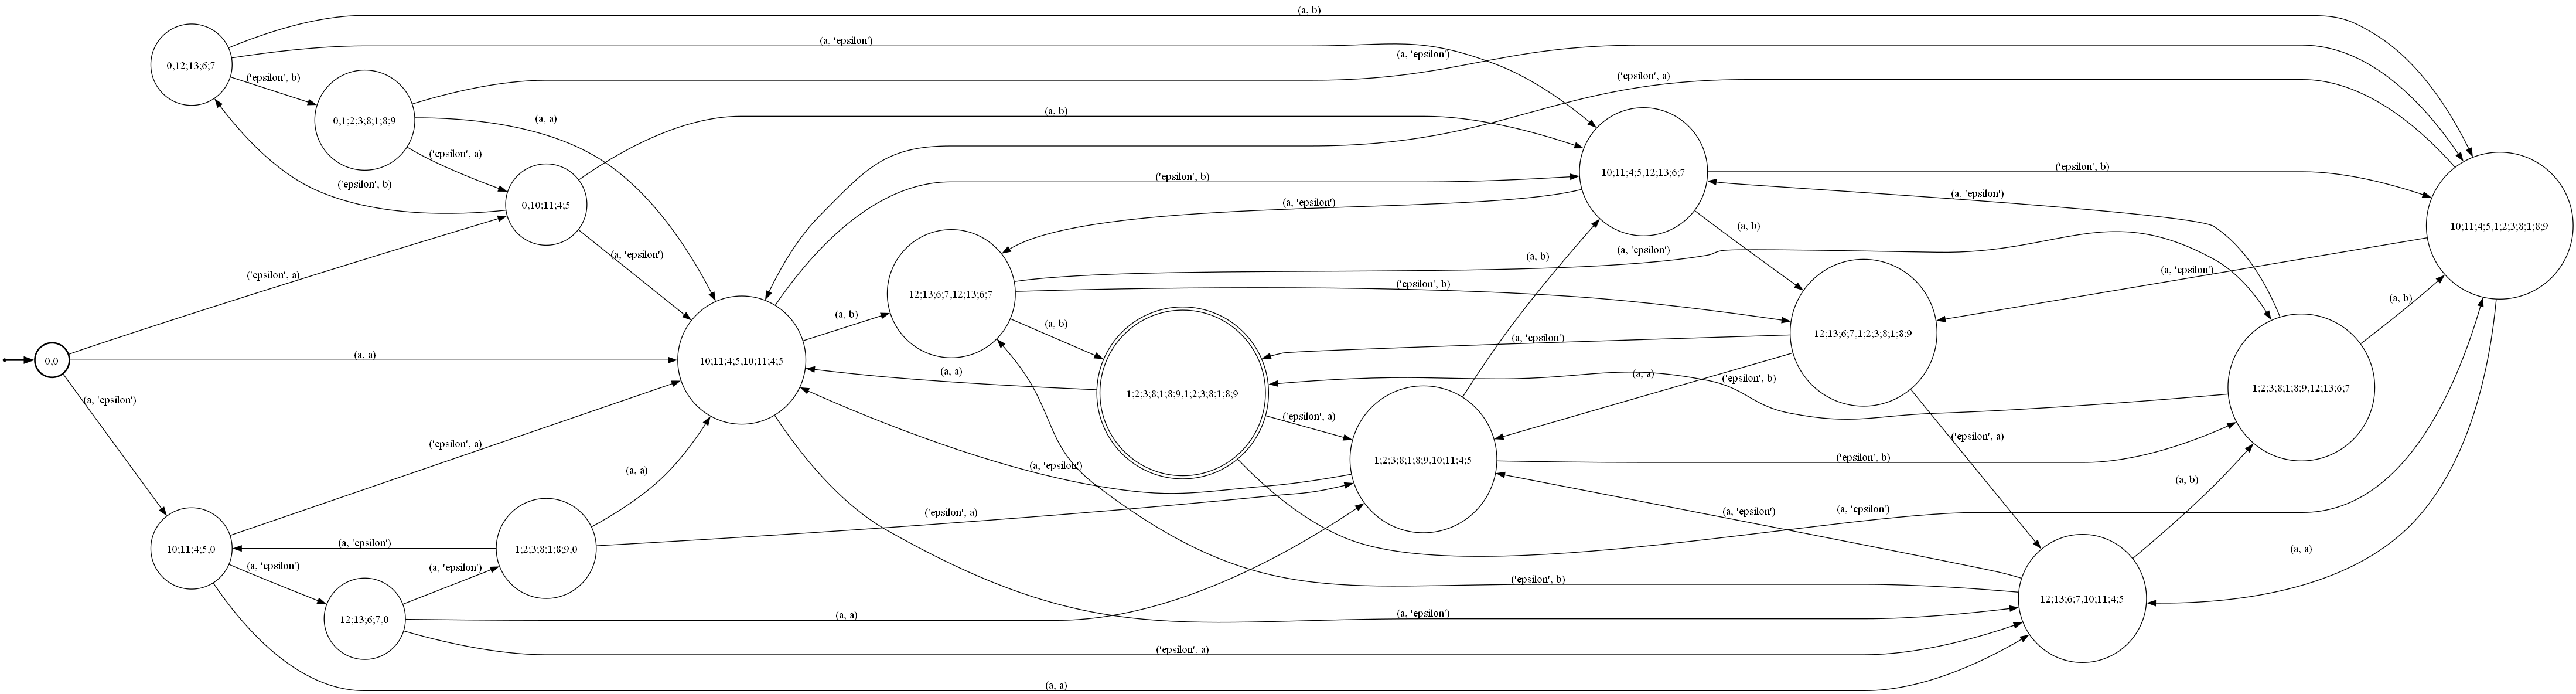 (a, b)
(a, 'epsilon')
(a, 'epsilon')
0,12;13;6;7
('epsilon', b)
('epsilon', a)
(a, b)
(a, a)
0,1;2;3;8;1;8;9
('epsilon', a)
('epsilon', b)
10;11;4;5,12;13;6;7
('epsilon', b)
('epsilon', b)
(a, 'epsilon')
0,10;11;4;5
(a, 'epsilon')
(a, b)
10;11;4;5,1;2;3;8;1;8;9
(a, 'epsilon')
(a, b)
(a, 'epsilon')
(a, 'epsilon')
('epsilon', a)
('epsilon', b)
12;13;6;7,12;13;6;7
(a, b)
(a, b)
(a, b)
12;13;6;7,1;2;3;8;1;8;9
(a, 'epsilon')
0,0
(a, a)
10;11;4;5,10;11;4;5
(a, a)
(a, a)
('epsilon', b)
1;2;3;8;1;8;9,12;13;6;7
1;2;3;8;1;8;9,1;2;3;8;1;8;9
(a, 'epsilon')
('epsilon', a)
('epsilon', a)
('epsilon', a)
1;2;3;8;1;8;9,10;11;4;5
('epsilon', b)
(a, a)
(a, 'epsilon')
(a, b)
('epsilon', a)
(a, 'epsilon')
(a, 'epsilon')
(a, 'epsilon')
10;11;4;5,0
1;2;3;8;1;8;9,0
(a, a)
(a, 'epsilon')
(a, 'epsilon')
('epsilon', b)
12;13;6;7,10;11;4;5
12;13;6;7,0
(a, a)
(a, 'epsilon')
('epsilon', a)
(a, a)